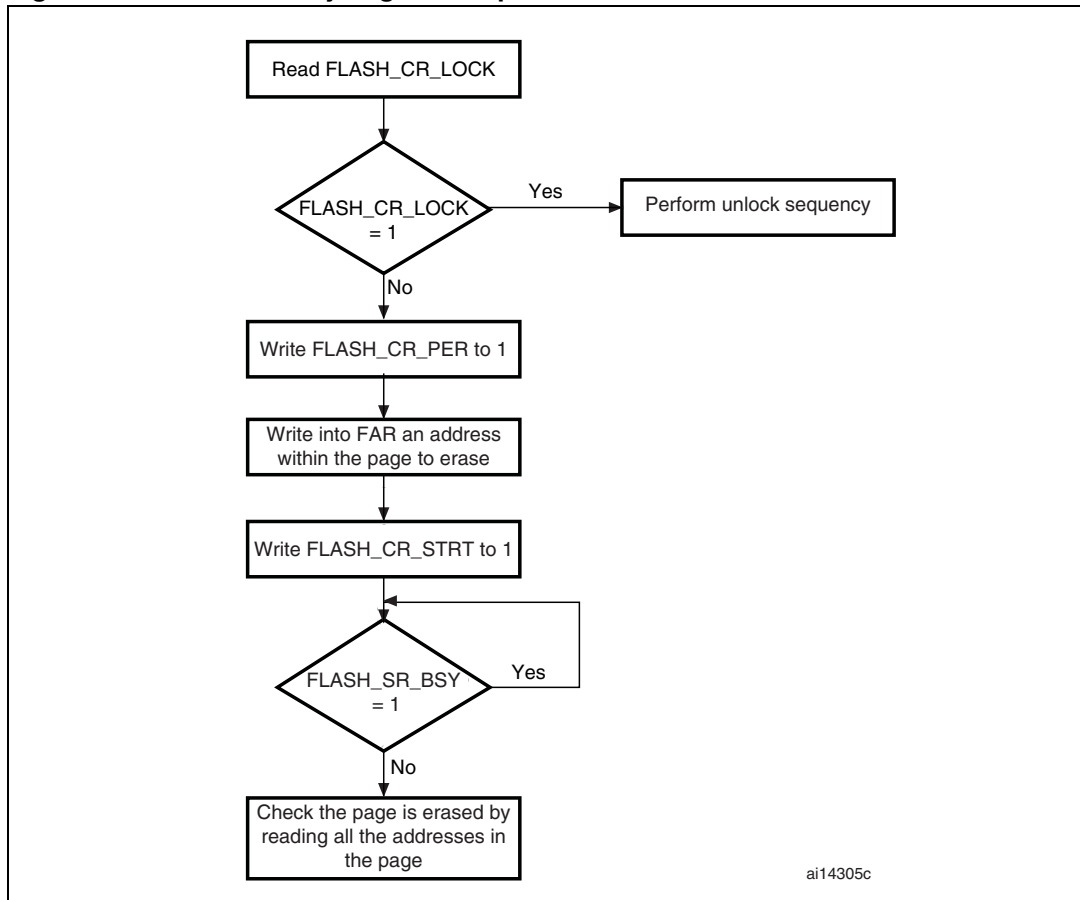 Read FLASH_CR_LOCK
FLASH_CR_LOCK
= 1
Yes
Perform unlock sequency
No
Write FLASH_CR_PER to 1
Write into FAR an address
within the page to erase
Write FLASH_CR_STRT to 1
FLASH_SR_BSY
= 1
Yes
No
Check the page is erased by
reading all the addresses in
the page
ai14305c